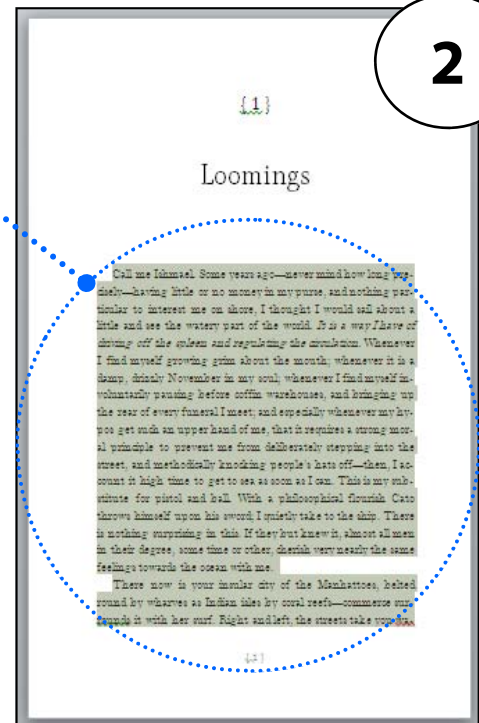 2
{ 1 }
Loomings
Call me Ishmael. Some years ago—never mind how long pre-
cisely—having little or no money in my purse, and nothing par-
ticular to interest me on shore, I thought I would sail about a
little and see the watery part of the world. It is a way I have of
driving off the spleen and regulating the circulation. Whenever
I find myself growing grim about the mouth; whenever it is a
damp, drizzly November in my soul; whenever I find myself in-
voluntarily pausing before coffin warehouses, and bringing up
the rear of every funeral I meet; and especially whenever my hy-
pos get such an upper hand of me, that it requires a strong mor-
al principle to prevent me from deliberately stepping into the
street, and methodically knocking people's hats off—then, I ac-
count it high time to get to sea as soon as I can. This is my sub-
stitute for pistol and ball. With a philosophical flourish Cato
throws himself upon his sword; I quietly take to the ship. There
is nothing surprising in this. If they but knew it, almost all men
in their degree, some time or other, cherish very nearly the same
feelings towards the ocean with me.
There now is your insular city of the Manhattoes, belted
round by wharves as Indian isles by coral reefs—commerce sur-
rounds it with her surf. Right and left, the streets take you